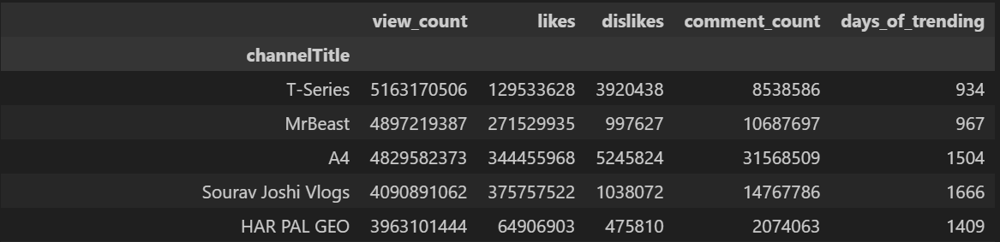 view_count likes dislikes comment_count days_of_trending
channelTitle
T-Series 5163170506 129533628 3920438 8538586 934
MrBeast 4897219387 271529935 997627 10687697 967
A4 4829582373 344455968 5245824 31568509 1504
Sourav Joshi Vlogs 4090891062 375757522 1038072 14767786 1666
HAR PAL GEO 3963101444 64906903 475810 2074063 1409